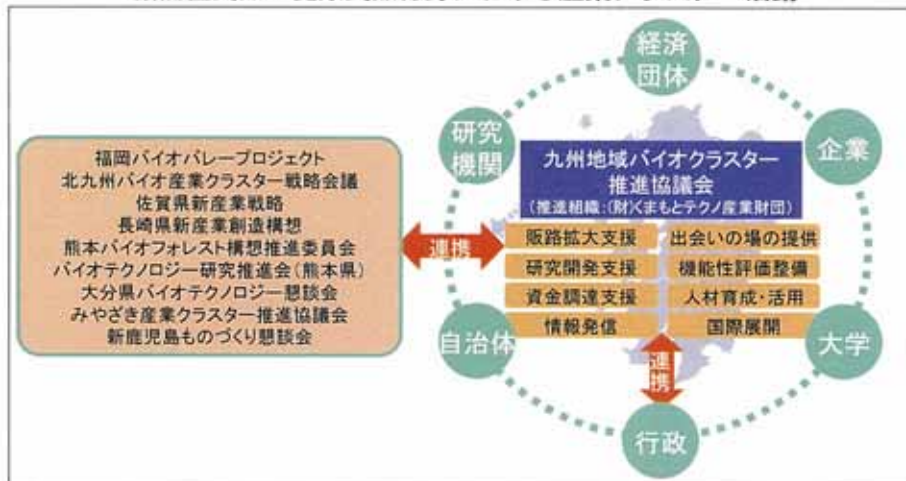 経済
団体
研究
機関
企業
九州地域バイオクラスター
推進協議会
(推進組織:(財)くまもとテクノ産業財団)
福岡バイオバレープロジェクト
北九州バイオ産業クラスター戦略会議
佐賀県新産業戦略
長崎県新産業創造構想
熊本バイオフォレスト構想推進委員会
バイオテクノロジー研究推進会(熊本県)
大分県バイオテクノロジー懇談会
みやざき産業クラスター推進協議会
新鹿児島ものづくり懇談会
連携
販路拡大支援
出会いの場の提供
研究開発支援
機能性評価整備
資金調達支援
人材育成・活用
情報発信
国際展開
自治体
大学
連携
行政